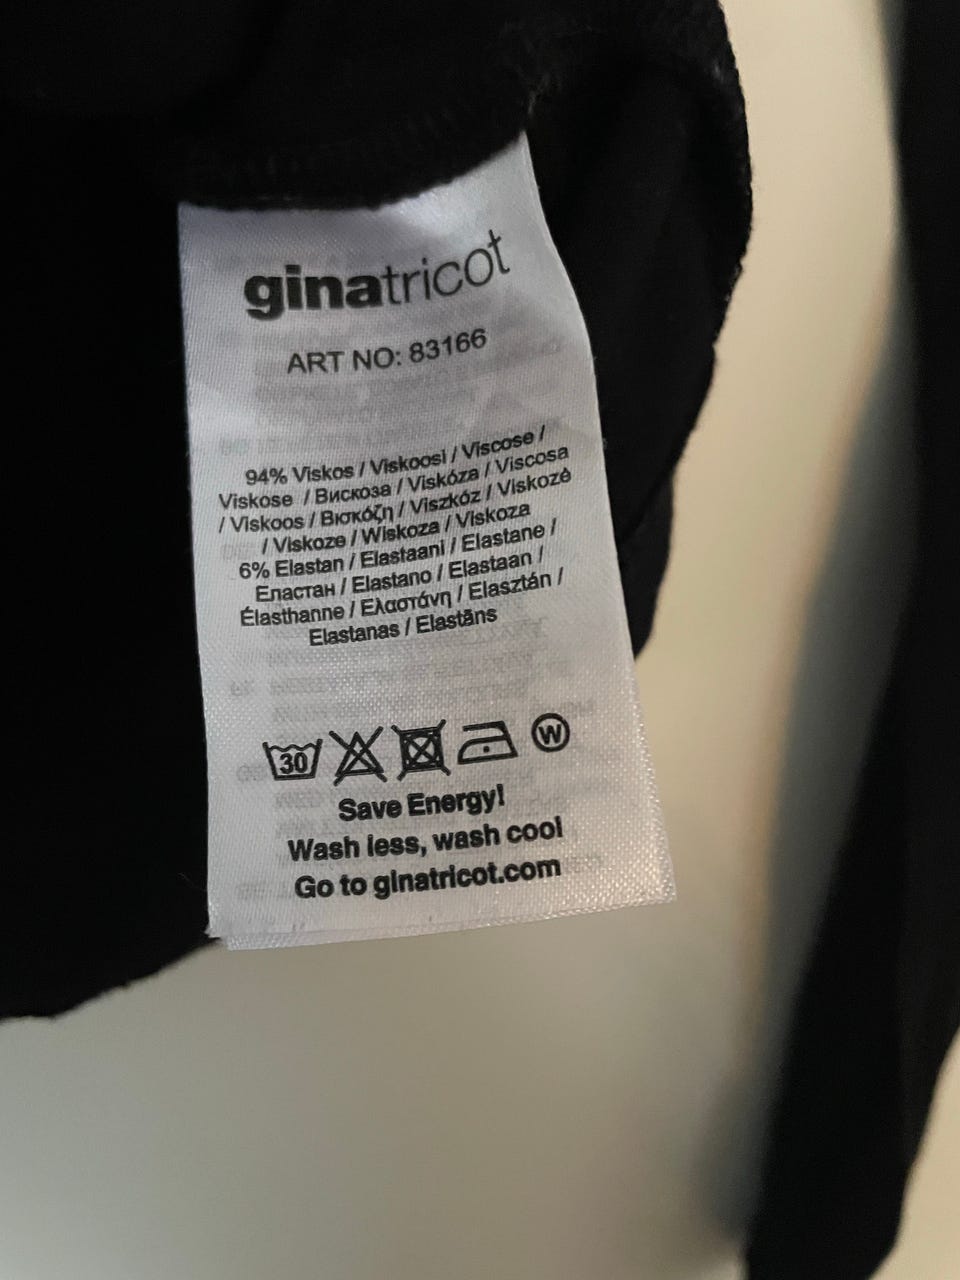 ginatricot
ART NO: 83166
94% Viskos / Viskoosi / Viscose /
Viskose / Вискоза / Viskóza / Viscosa
/ Viskoos / Βισκόζη / Viszkóz / Viskozė
/ Viskoze / Wiskoza / Viskoza
6% Elastan / Elastaani / Elastane /
Еластан / Elastano / Elastaan /
Élasthanne / Ελαστάνη / Elasztán /
Elastanas / Elastāns
30 W
Save Energy!
Wash less, wash cool
Go to ginatricot.com